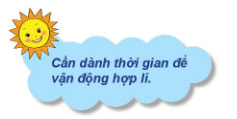 Cần dành thời gian để
vận động hợp lí.